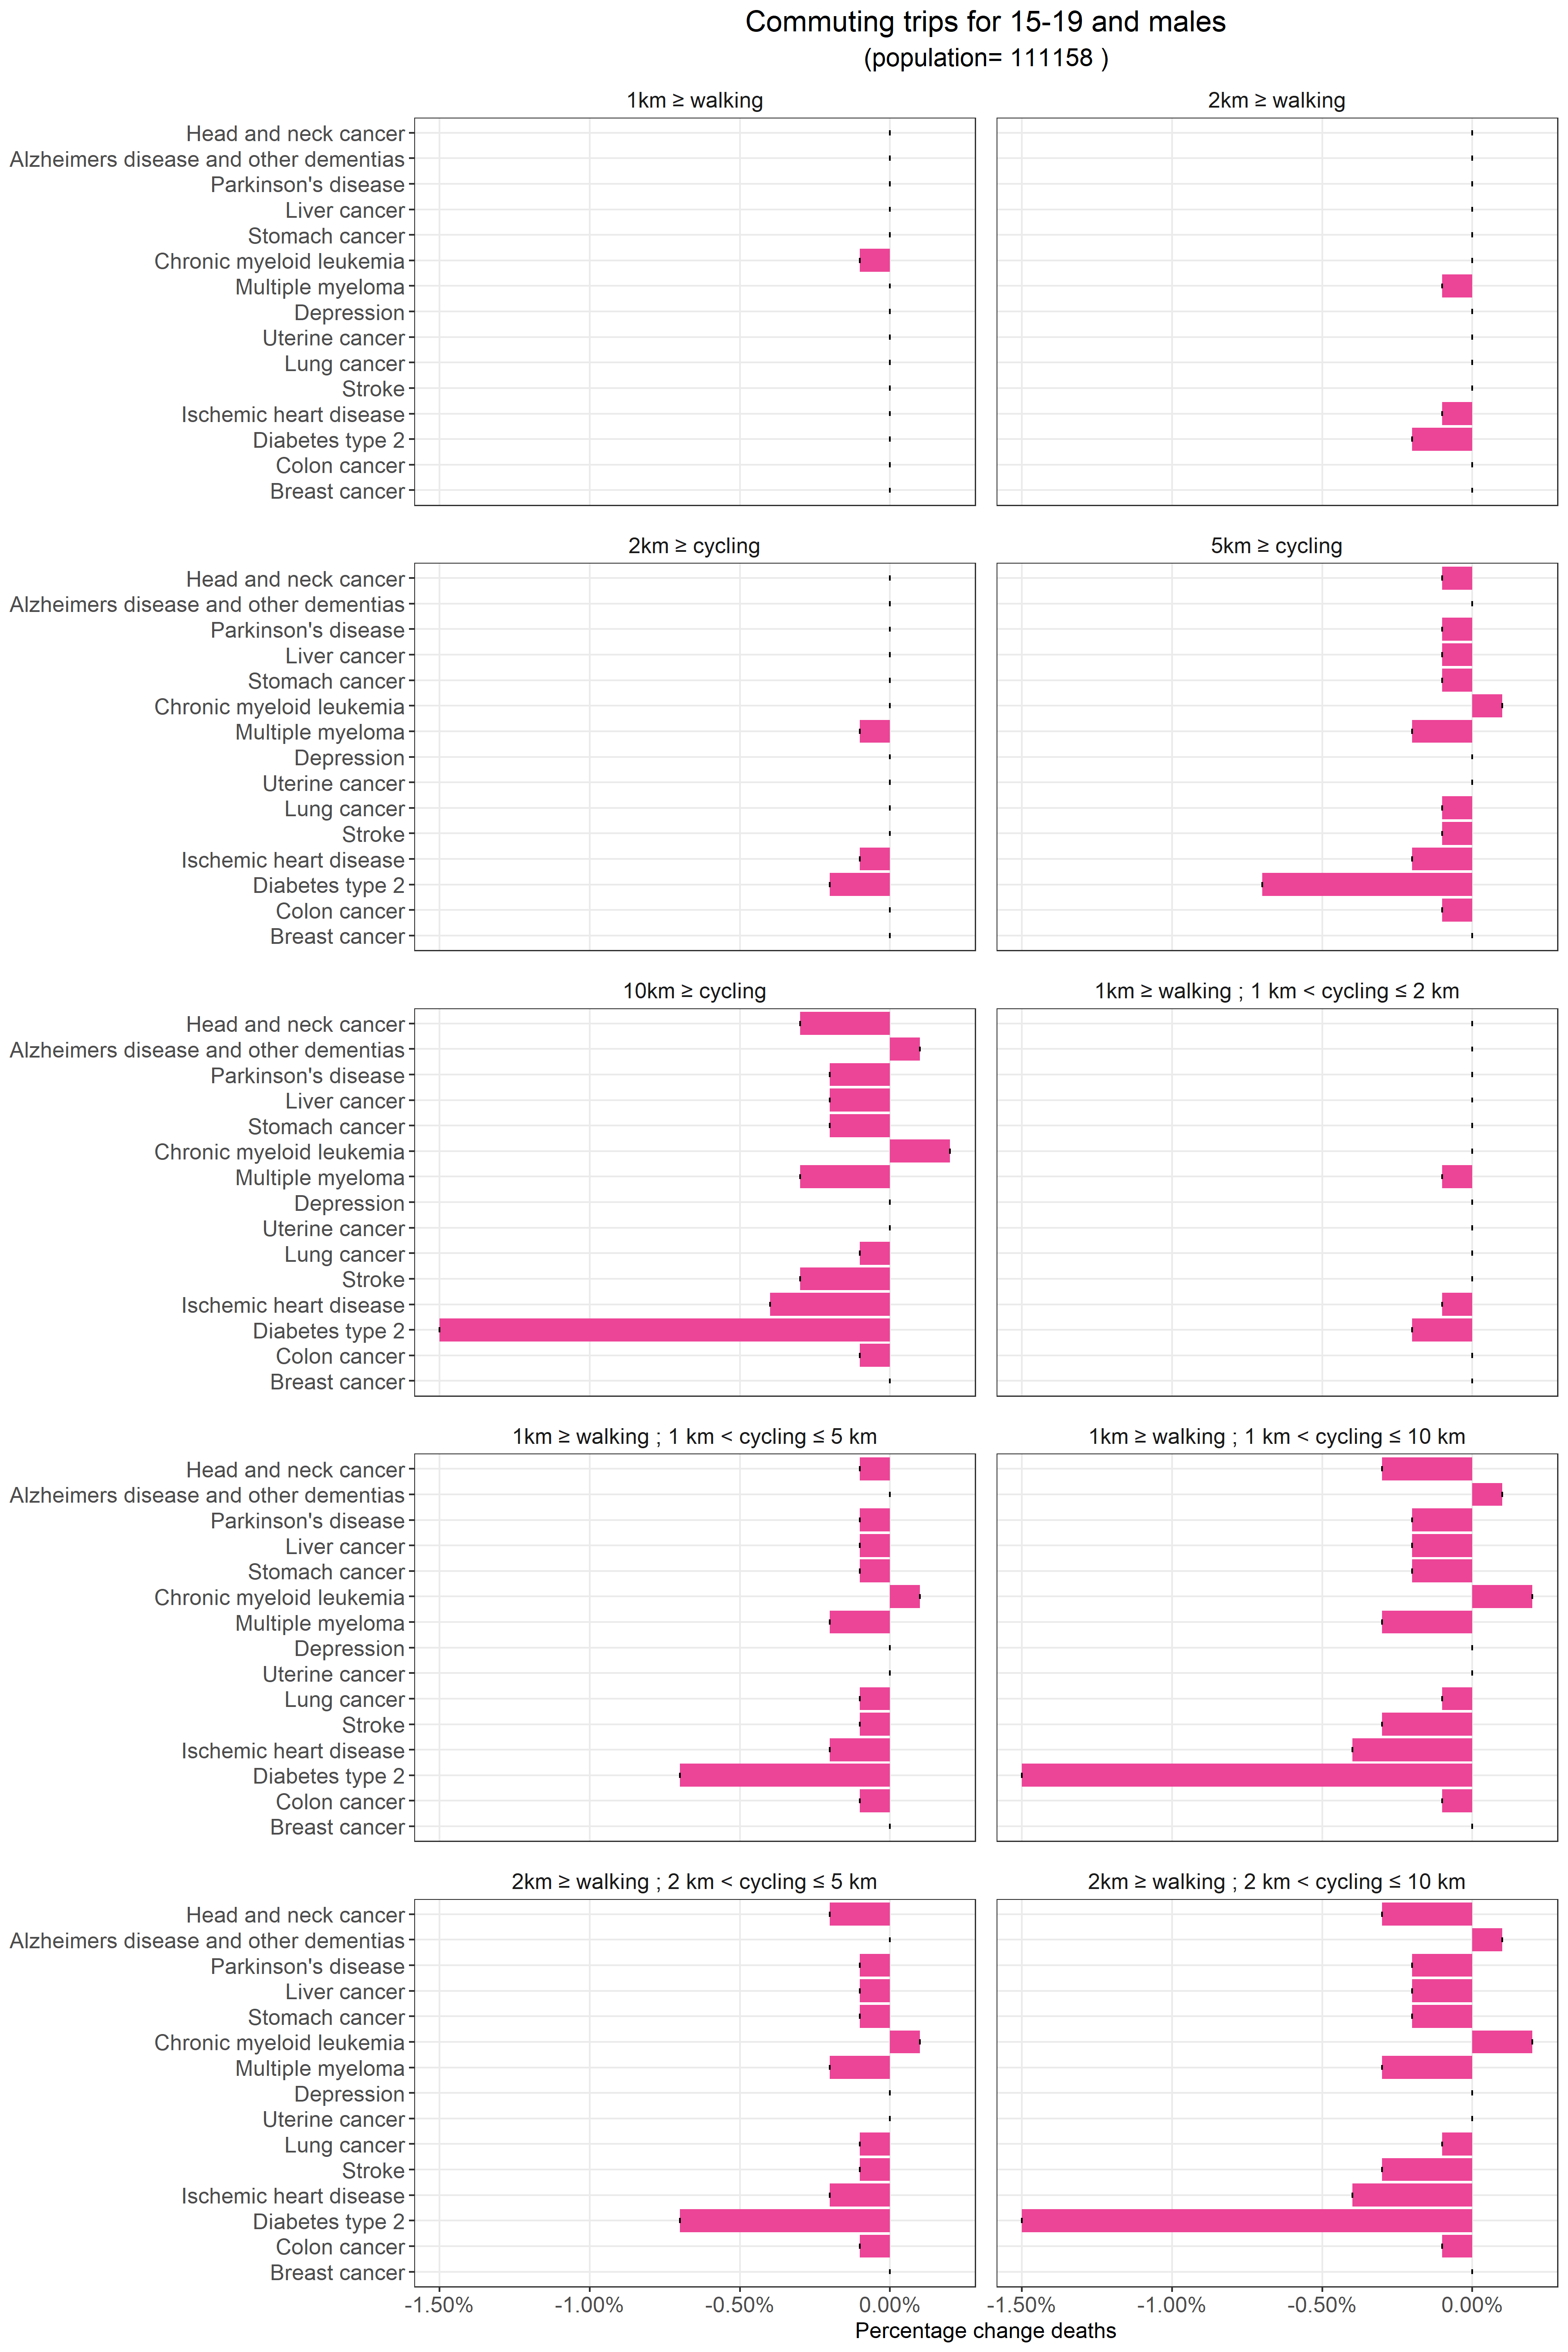 Commuting trips for 15-19 and males
(population= 111158 )
1km ≥ walking
2km ≥ walking
Head and neck cancer
Alzheimers disease and other dementias
Parkinson's disease
Liver cancer
Stomach cancer
Chronic myeloid leukemia
Multiple myeloma
Depression
Uterine cancer
Lung cancer
Stroke
Ischemic heart disease
Diabetes type 2
Colon cancer
Breast cancer
2km ≥ cycling
5km ≥ cycling
Head and neck cancer
Alzheimers disease and other dementias
Parkinson's disease
Liver cancer
Stomach cancer
Chronic myeloid leukemia
Multiple myeloma
Depression
Uterine cancer
Lung cancer
Stroke
Ischemic heart disease
Diabetes type 2
Colon cancer
Breast cancer
10km ≥ cycling
1km ≥ walking ; 1 km < cycling ≤ 2 km
Head and neck cancer
Alzheimers disease and other dementias
Parkinson's disease
Liver cancer
Stomach cancer
Chronic myeloid leukemia
Multiple myeloma
Depression
Uterine cancer
Lung cancer
Stroke
Ischemic heart disease
Diabetes type 2
Colon cancer
Breast cancer
1km ≥ walking ; 1 km < cycling ≤ 5 km
1km ≥ walking ; 1 km < cycling ≤ 10 km
Head and neck cancer
Alzheimers disease and other dementias
Parkinson's disease
Liver cancer
Stomach cancer
Chronic myeloid leukemia
Multiple myeloma
Depression
Uterine cancer
Lung cancer
Stroke
Ischemic heart disease
Diabetes type 2
Colon cancer
Breast cancer
2km ≥ walking ; 2 km < cycling ≤ 5 km
2km ≥ walking ; 2 km < cycling ≤ 10 km
Head and neck cancer
Alzheimers disease and other dementias
Parkinson's disease
Liver cancer
Stomach cancer
Chronic myeloid leukemia
Multiple myeloma
Depression
Uterine cancer
Lung cancer
Stroke
Ischemic heart disease
Diabetes type 2
Colon cancer
Breast cancer
-1.50% -1.00% -0.50% 0.00% -1.50% -1.00% -0.50% 0.00%
Percentage change deaths